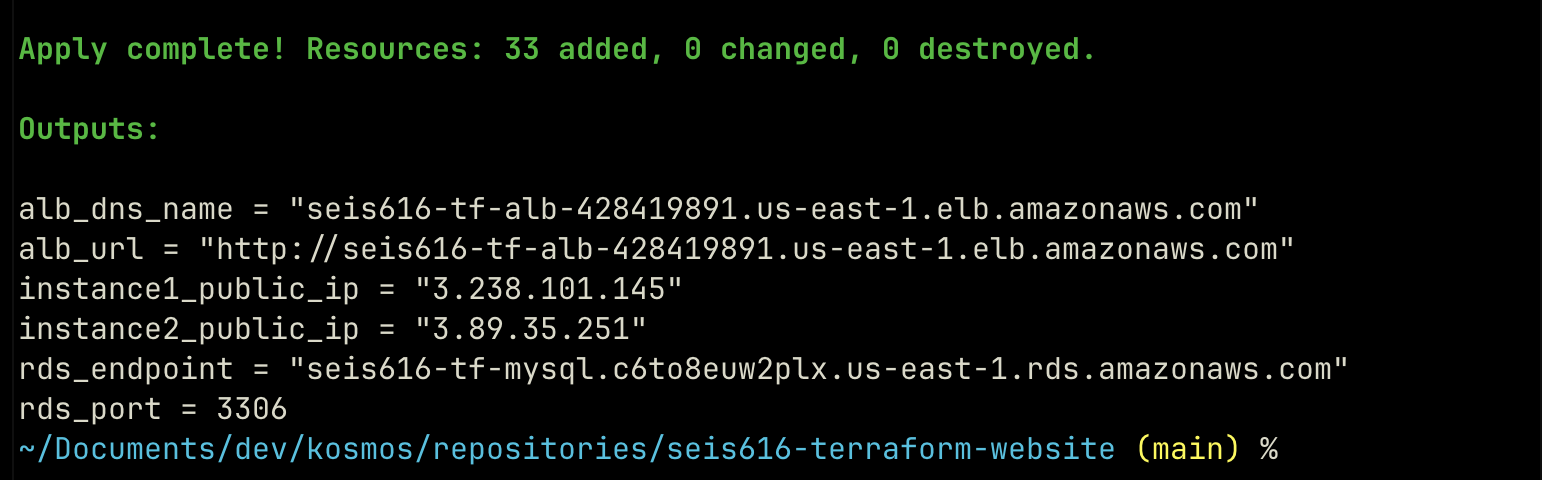 Apply complete! Resources: 33 added, 0 changed, 0 destroyed.
Outputs:
alb_dns_name = "seis616-tf-alb-428419891.us-east-1.elb.amazonaws.com"
alb_url = "http://seis616-tf-alb-428419891.us-east-1.elb.amazonaws.com"
instance1_public_ip = "3.238.101.145"
instance2_public_ip = "3.89.35.251"
rds_endpoint = "seis616-tf-mysql.c6to8euw2plx.us-east-1.rds.amazonaws.com"
rds_port = 3306
~/Documents/dev/kosmos/repositories/seis616-terraform-website (main) %